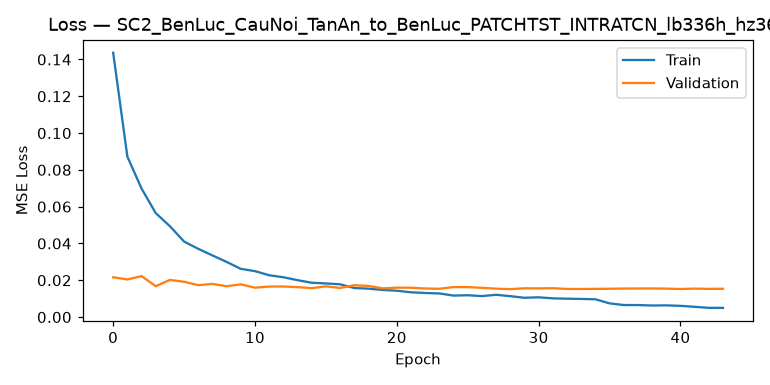 Loss — SC2_BenLuc_CauNoi_TanAn_to_BenLuc_PATCHTST_INTRATCN_lb336h_hz36
Train
Validation
MSE Loss
0.14
0.12
0.10
0.08
0.06
0.04
0.02
0.00
0 10 20 30 40
Epoch